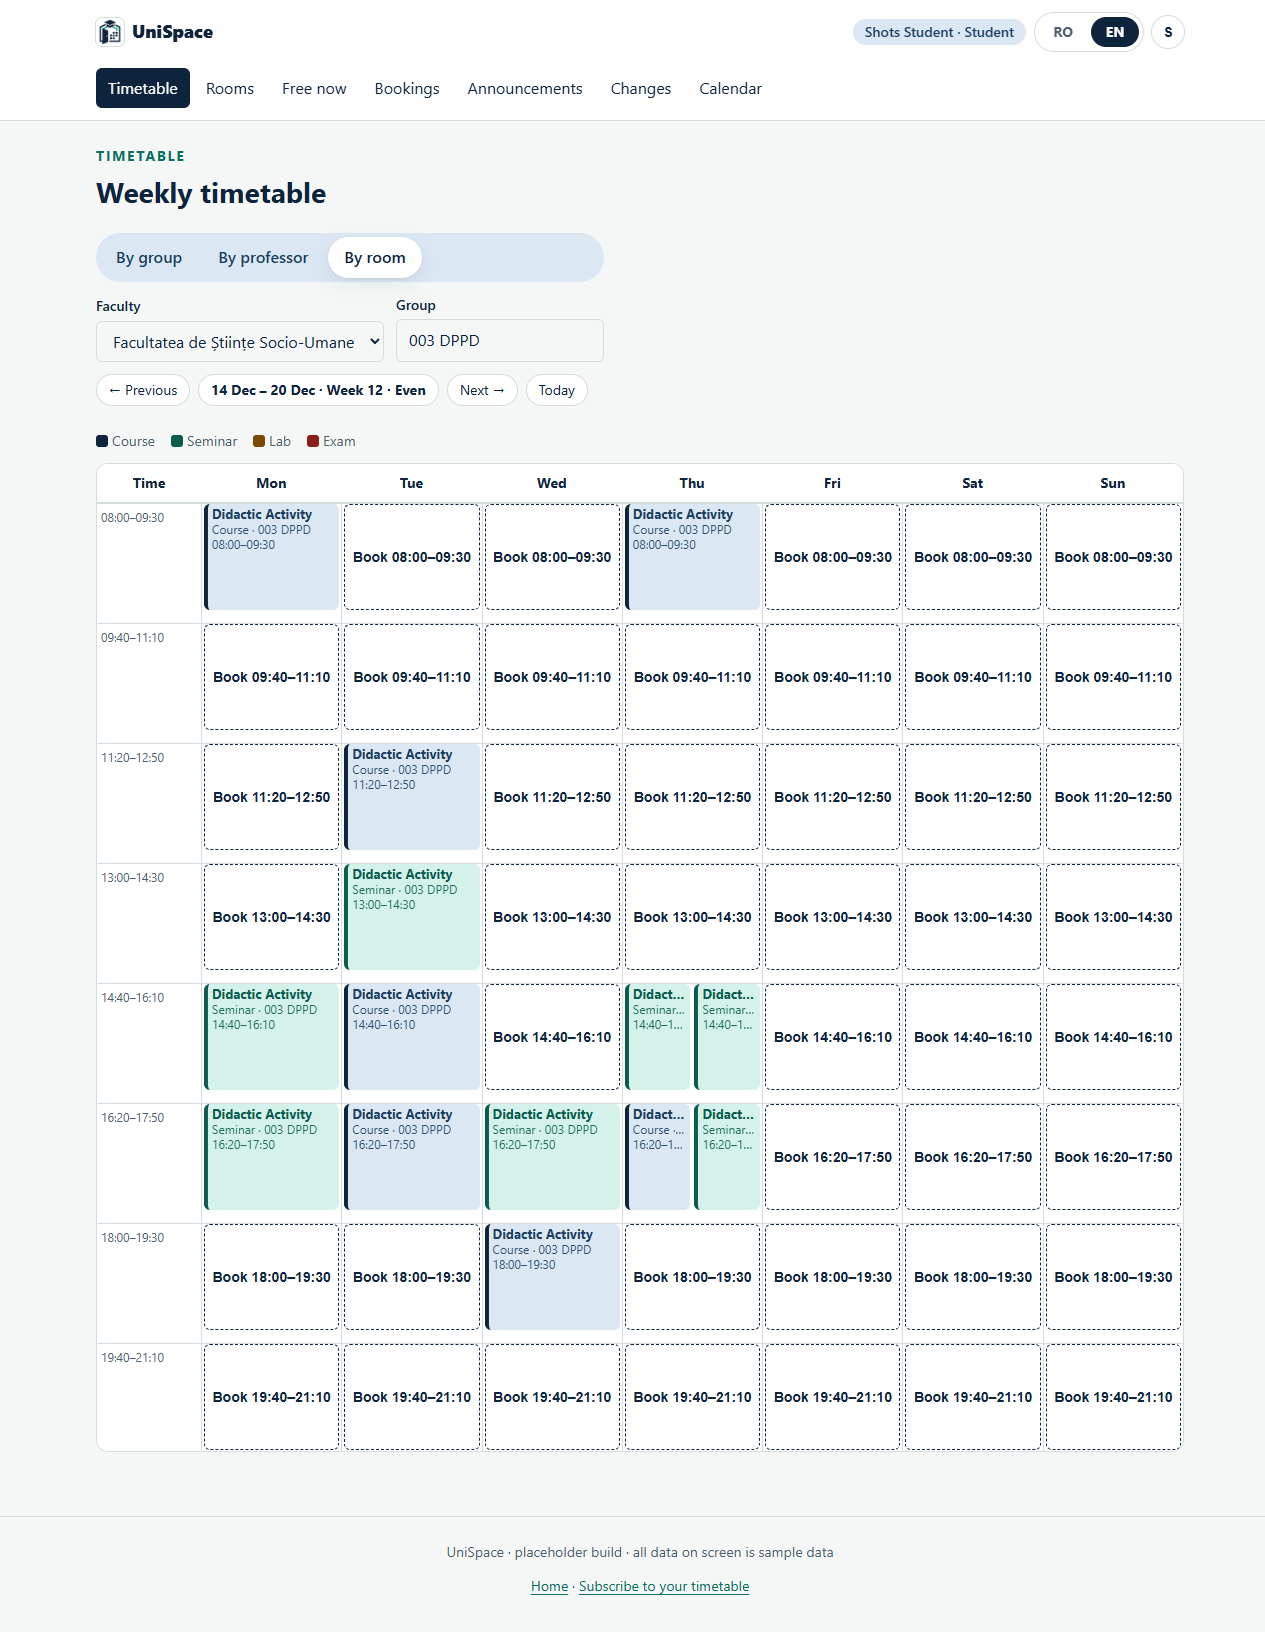 UniSpace
Shots Student · Student
RO EN
S
Timetable Rooms Free now Bookings Announcements Changes Calendar
TIMETABLE
Weekly timetable
By group By professor By room
Faculty
Group
Facultatea de Științe Socio-Umane
003 DPPD
← Previous
14 Dec – 20 Dec · Week 12 · Even
Next →
Today
Course Seminar Lab Exam
Time Mon Tue Wed Thu Fri Sat Sun
08:00–09:30
Didactic Activity
Course · 003 DPPD
08:00–09:30
Book 08:00–09:30
Book 08:00–09:30
Didactic Activity
Course · 003 DPPD
08:00–09:30
Book 08:00–09:30
Book 08:00–09:30
Book 08:00–09:30
09:40–11:10
Book 09:40–11:10
Book 09:40–11:10
Book 09:40–11:10
Book 09:40–11:10
Book 09:40–11:10
Book 09:40–11:10
Book 09:40–11:10
11:20–12:50
Book 11:20–12:50
Didactic Activity
Course · 003 DPPD
11:20–12:50
Book 11:20–12:50
Book 11:20–12:50
Book 11:20–12:50
Book 11:20–12:50
Book 11:20–12:50
13:00–14:30
Book 13:00–14:30
Didactic Activity
Seminar · 003 DPPD
13:00–14:30
Book 13:00–14:30
Book 13:00–14:30
Book 13:00–14:30
Book 13:00–14:30
Book 13:00–14:30
14:40–16:10
Didactic Activity
Seminar · 003 DPPD
14:40–16:10
Didactic Activity
Course · 003 DPPD
14:40–16:10
Book 14:40–16:10
Didact...
Seminar...
14:40–1...
Didact...
Seminar...
14:40–1...
Book 14:40–16:10
Book 14:40–16:10
Book 14:40–16:10
16:20–17:50
Didactic Activity
Seminar · 003 DPPD
16:20–17:50
Didactic Activity
Course · 003 DPPD
16:20–17:50
Didactic Activity
Seminar · 003 DPPD
16:20–17:50
Didact...
Course ·...
16:20–1...
Didact...
Seminar...
16:20–1...
Book 16:20–17:50
Book 16:20–17:50
Book 16:20–17:50
18:00–19:30
Book 18:00–19:30
Book 18:00–19:30
Didactic Activity
Course · 003 DPPD
18:00–19:30
Book 18:00–19:30
Book 18:00–19:30
Book 18:00–19:30
Book 18:00–19:30
19:40–21:10
Book 19:40–21:10
Book 19:40–21:10
Book 19:40–21:10
Book 19:40–21:10
Book 19:40–21:10
Book 19:40–21:10
Book 19:40–21:10
UniSpace · placeholder build · all data on screen is sample data
Home · Subscribe to your timetable